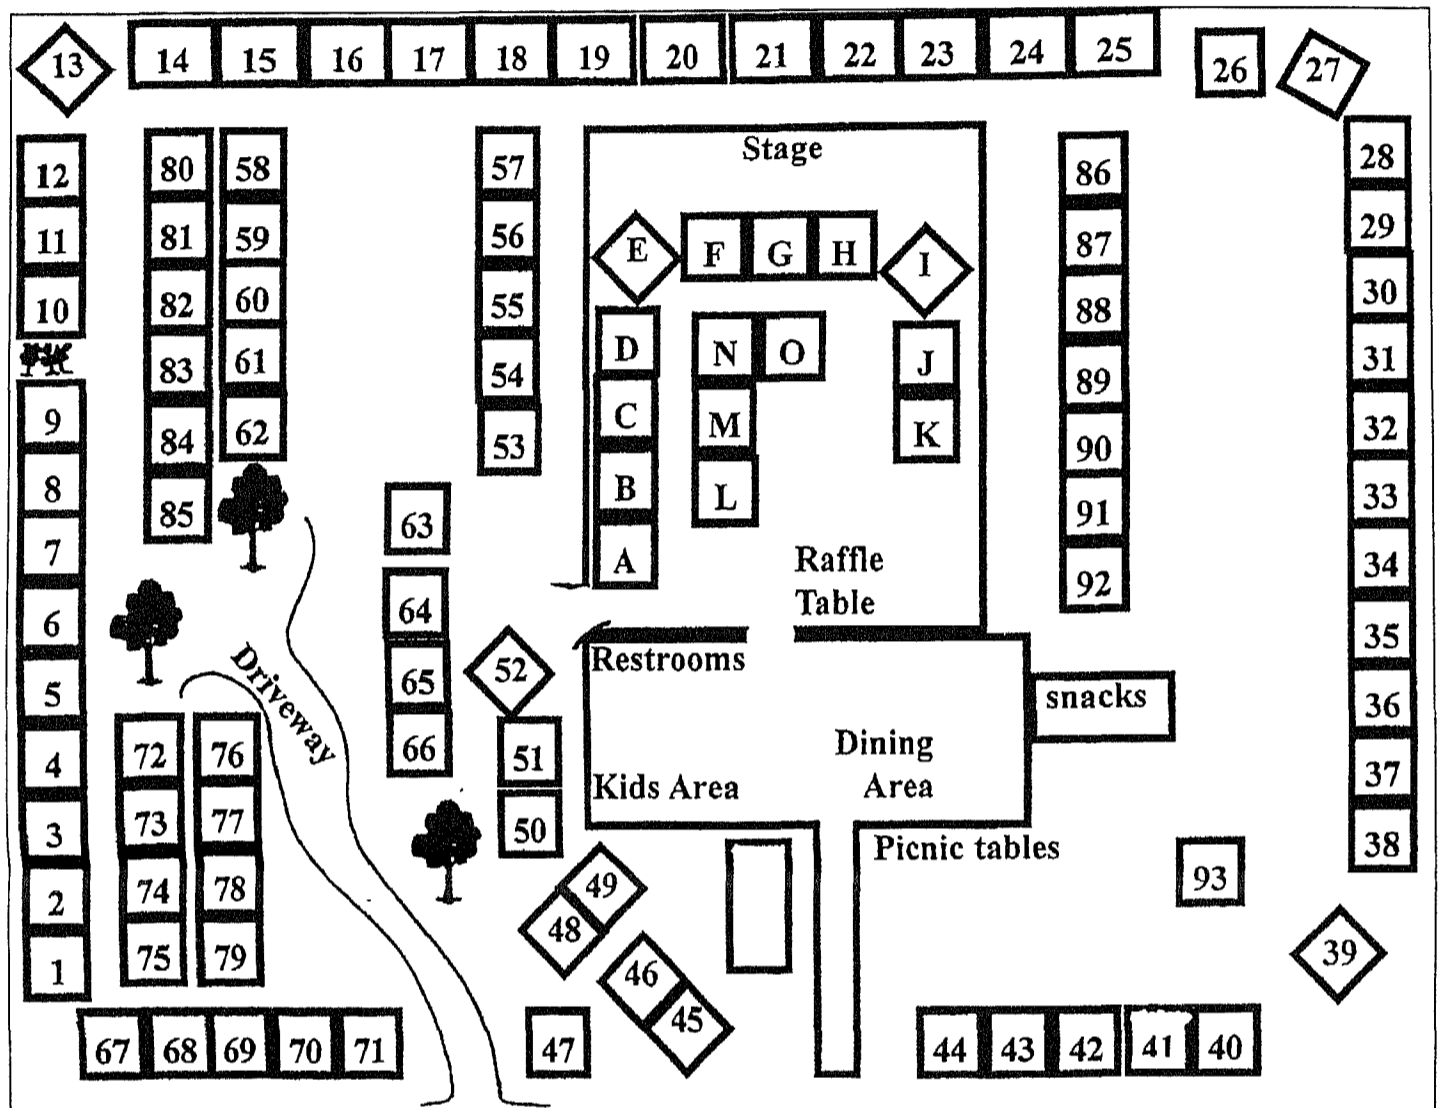 13 14 15 16 17 18 19 20 21 22 23 24 25 26 27
12 80 58 57 Stage 86 28
11 81 59 56 E F G H I 87 29
10 82 60 55 88 30
83 61 54 D N O J 89 31
9 84 62 53 C M K 90 32
8 85 63 B L 91 33
7 A Raffle 92 34
6 64 Table 35
Driveway
5 65 52 Restrooms snacks 36
4 72 76 66 51 Dining 37
Kids Area Area
3 73 77 50 Picnic tables 38
2 74 78 49 93
1 75 79 48 46 39
67 68 69 70 71 47 45 44 43 42 41 40